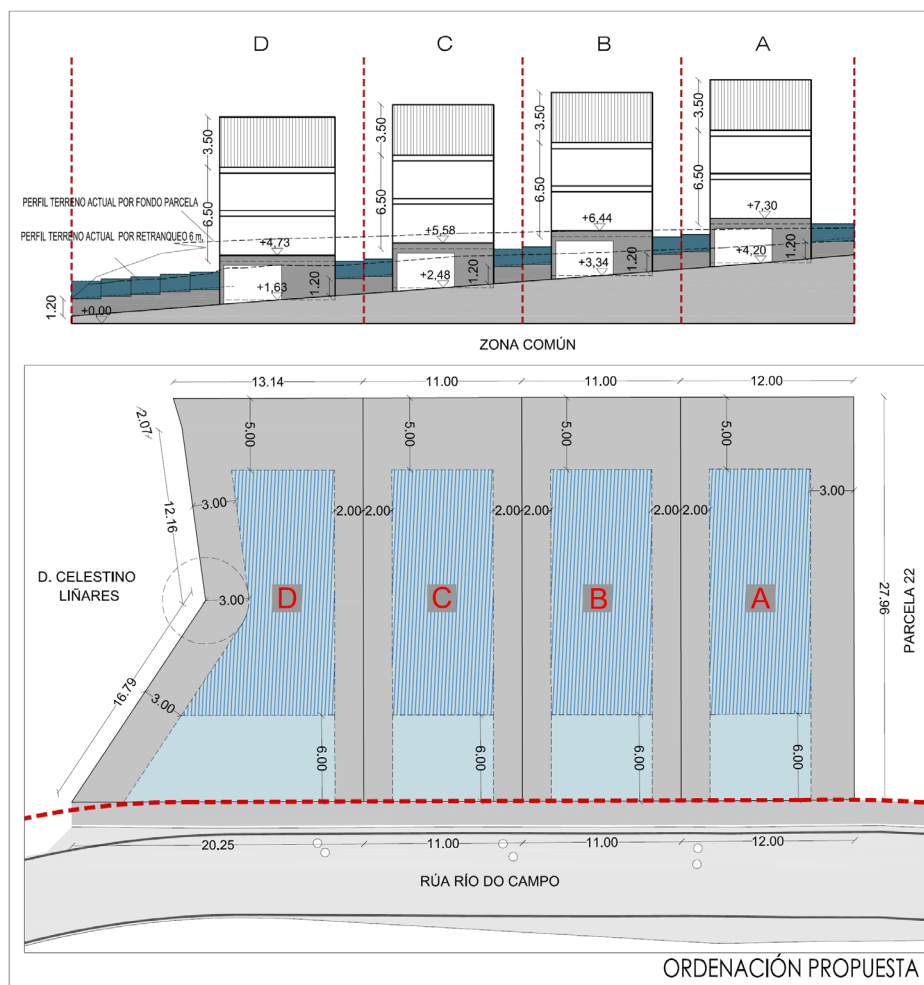 D C B A
3.50 3.50 3.50 3.50
6.50 6.50 6.50 6.50
PERFIL TERRENO ACTUAL POR FONDO PARCELA
PERFIL TERRENO ACTUAL POR RETRANQUEO 6 m.
+4,73 +5,58 +6,44 +7,30
+1,63 +2,48 +3,34 +4,20
1.20 1.20 1.20 1.20
1.20
+0,00
ZONA COMÚN
13.14 11.00 11.00 12.00
2.07
5.00 5.00 5.00 5.00
12.16
3.00 2.00 2.00 2.00 2.00 2.00 3.00
D. CELESTINO
LIÑARES
3.00
D C B A
27.96
PARCELA 22
16.79
3.00
6.00 6.00 6.00 6.00
20.25 11.00 11.00 12.00
RÚA RÍO DO CAMPO
ORDENACIÓN PROPUESTA